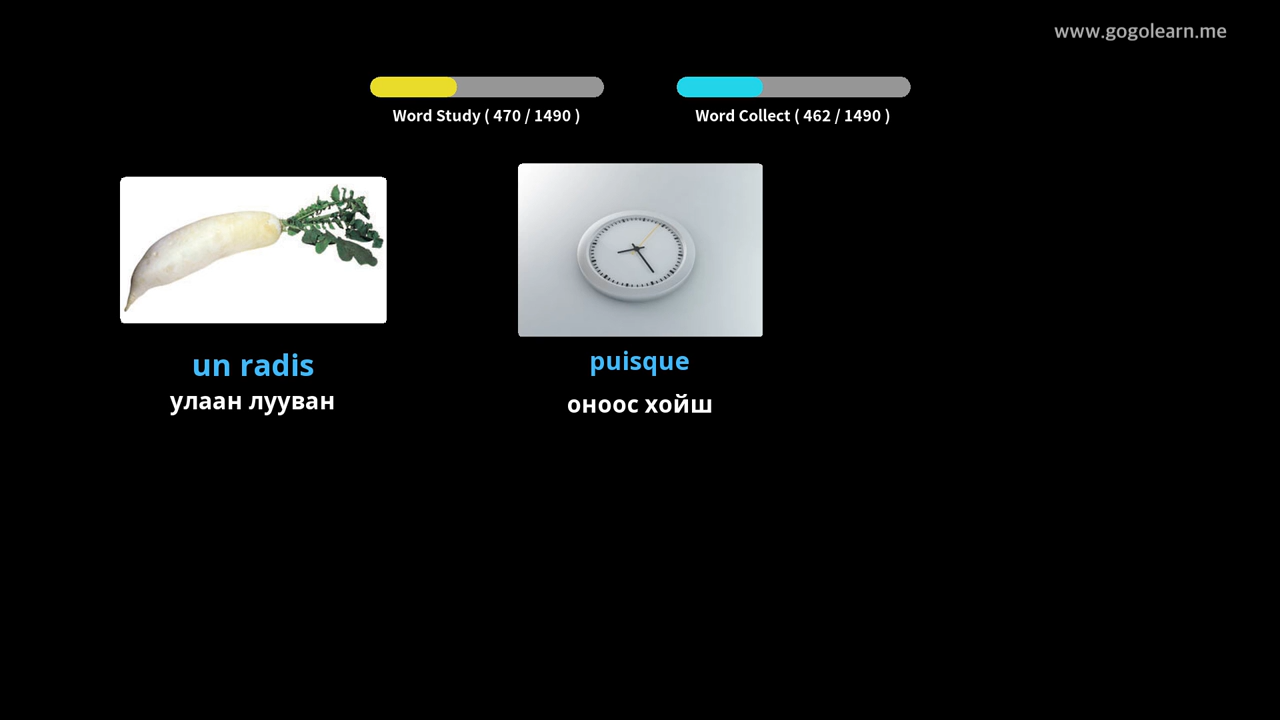 www.gogolearn.me
Word Study ( 470 / 1490 )
Word Collect ( 462 / 1490 )
un radis
улаан лууван
puisque
оноос хойш